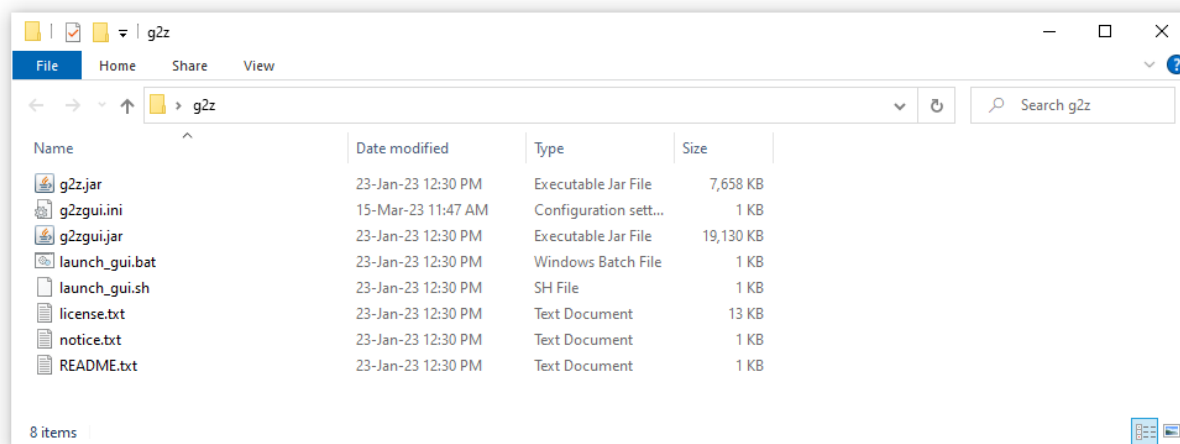 g2z
File Home Share View
g2z Search g2z
Name Date modified Type Size
g2z.jar 23-Jan-23 12:30 PM Executable Jar File 7,658 KB
g2zgui.ini 15-Mar-23 11:47 AM Configuration sett... 1 KB
g2zgui.jar 23-Jan-23 12:30 PM Executable Jar File 19,130 KB
launch_gui.bat 23-Jan-23 12:30 PM Windows Batch File 1 KB
launch_gui.sh 23-Jan-23 12:30 PM SH File 1 KB
license.txt 23-Jan-23 12:30 PM Text Document 13 KB
notice.txt 23-Jan-23 12:30 PM Text Document 1 KB
README.txt 23-Jan-23 12:30 PM Text Document 1 KB
8 items